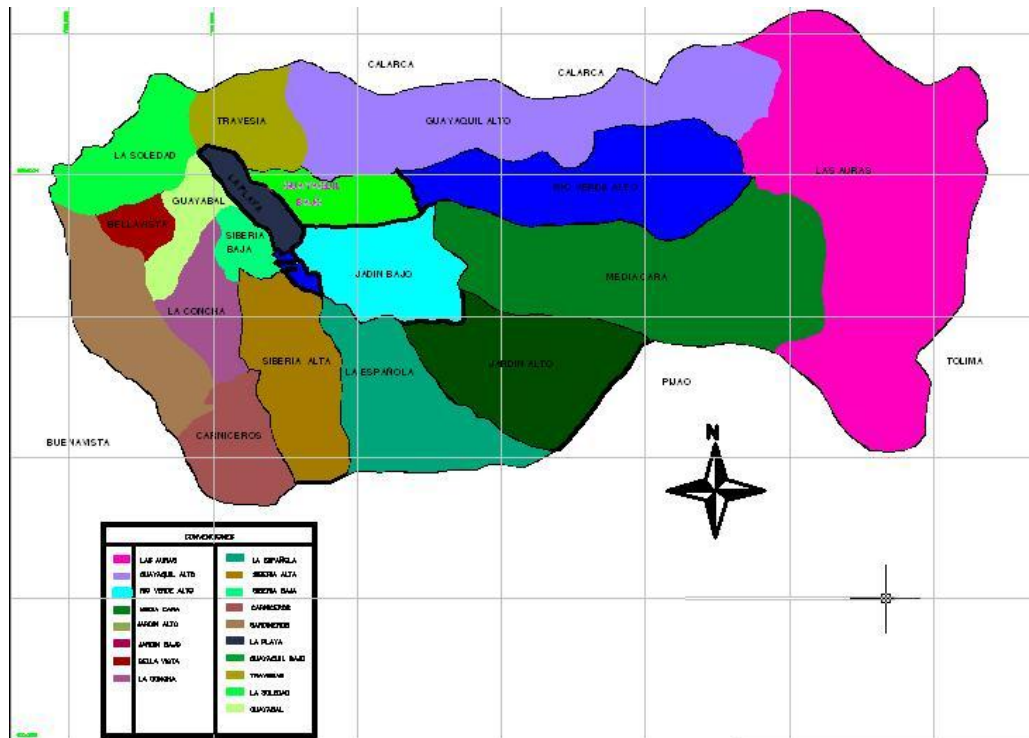 CALARCA
CALARCA
TRAVESIA
GUAYAQUIL ALTO
LA SOLEDAD
LAS AURAS
LA PLAYA
RIO VERDE ALTO
GUAYAQUIL
BAJO
GUAYABAL
BELLAVISTA
SIBERIA
BAJA
JADIN BAJO
MEDIACARA
LA CONCHA
SIBERIA ALTA
LA ESPAÑOLA
JARDIN ALTO
TOLIMA
PIJAO
BUENAVISTA
CARNICEROS
N
CONVENCIONES
LAS AURAS
GUAYAQUIL ALTO
RIO VERDE ALTO
MEDIA CARA
JARDIN ALTO
JARDIN BAJO
BELLA VISTA
LA CONCHA
LA ESPAÑOLA
SIBERIA ALTA
SIBERIA BAJA
CARNICEROS
SARDINEROS
LA PLAYA
GUAYAQUIL BAJO
LA SOLEDAD
GUAYABAL